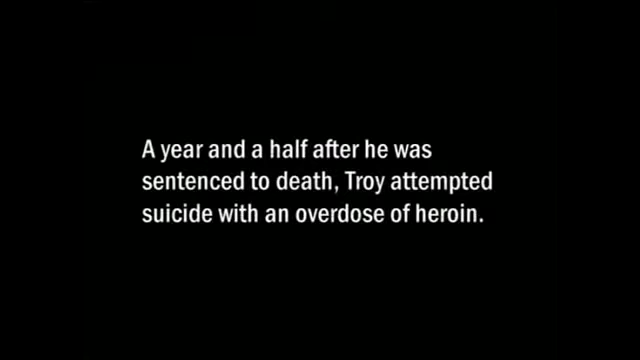 A year and a half after he was
sentenced to death, Troy attempted
suicide with an overdose of heroin.